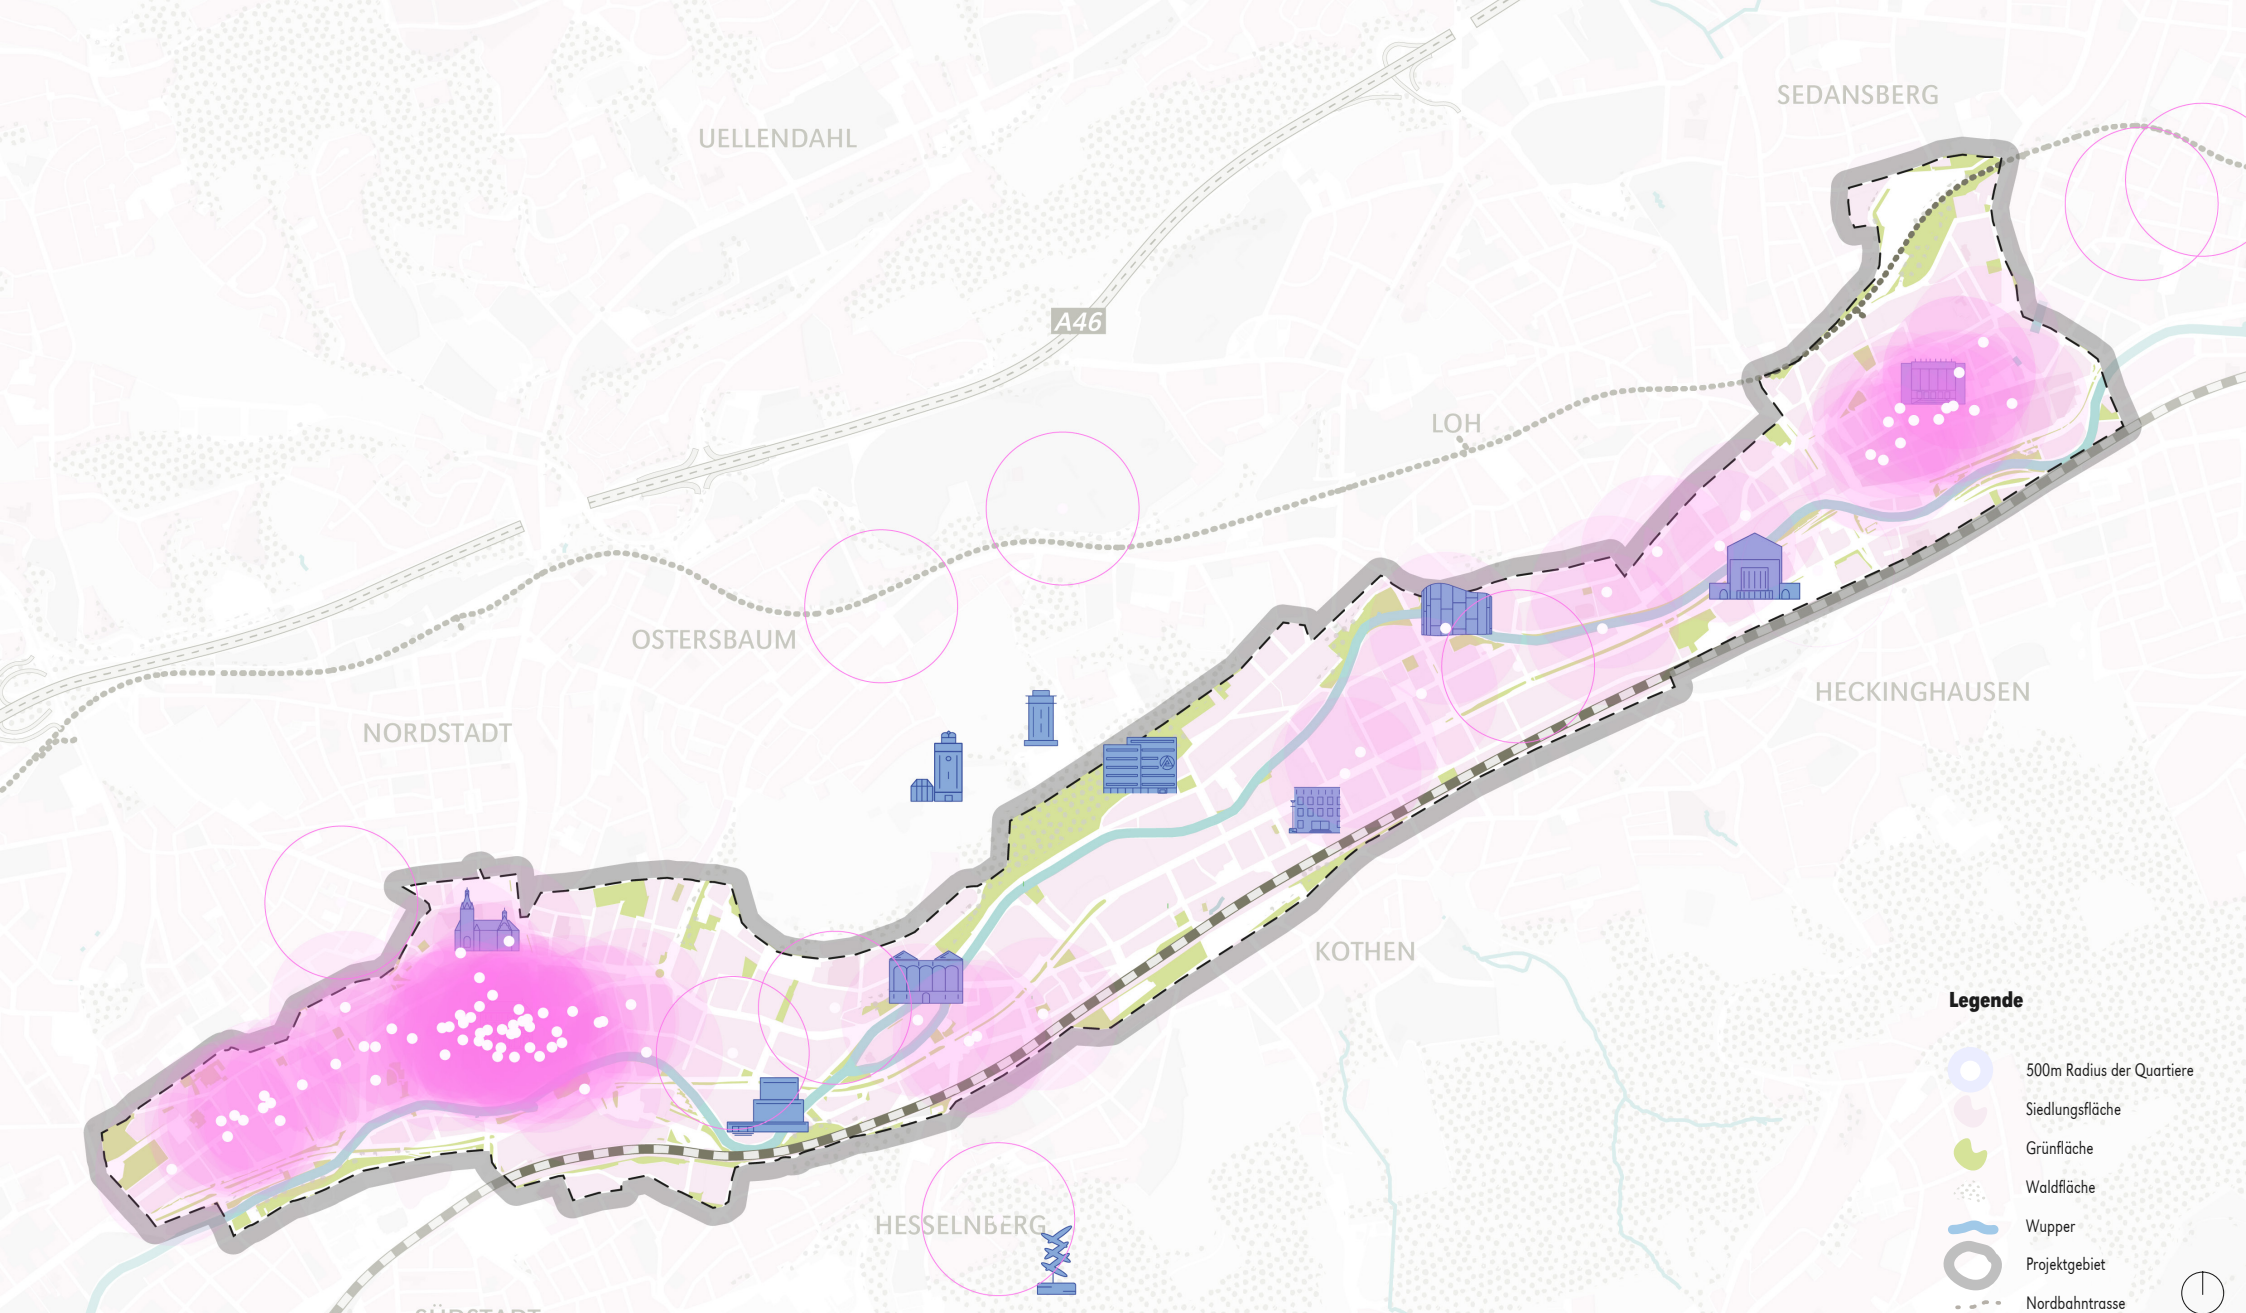 SEDANSBERG
UELLENDAHL
A46
LOH
OSTERSBAUM
HECKINGHAUSEN
NORDSTADT
KOTHEN
HESSELNBERG
SÜDSTADT
Legende
500m Radius der Quartiere
Siedlungsfläche
Grünfläche
Waldfläche
Wupper
Projektgebiet
Nordbahntrasse